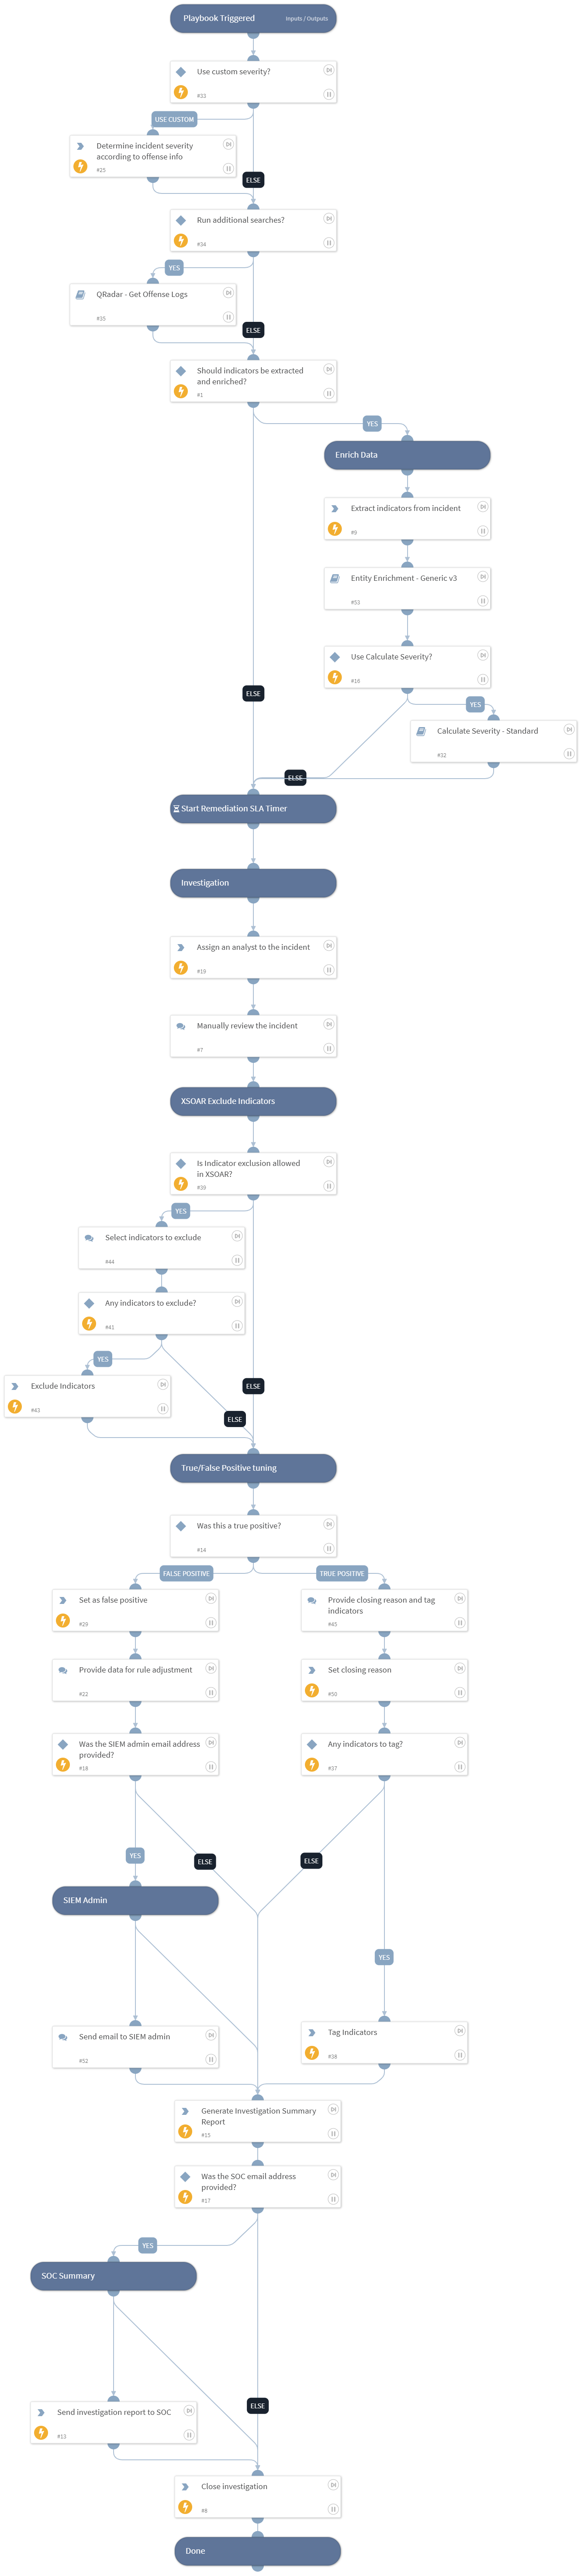 Playbook Triggered
Inputs / Outputs
Use custom severity?
#33
USE CUSTOM
Determine incident severity
according to offense info
#25
ELSE
Run additional searches?
#34
YES
QRadar - Get Offense Logs
#35
ELSE
Should indicators be extracted
and enriched?
#1
YES
Enrich Data
Extract indicators from incident
#9
Entity Enrichment - Generic v3
#53
Use Calculate Severity?
#16
ELSE
YES
Calculate Severity - Standard
#32
ELSE
Start Remediation SLA Timer
Investigation
Assign an analyst to the incident
#19
Manually review the incident
#7
XSOAR Exclude Indicators
Is Indicator exclusion allowed
in XSOAR?
#39
YES
Select indicators to exclude
#44
Any indicators to exclude?
#41
YES
Exclude Indicators
#43
ELSE
ELSE
True/False Positive tuning
Was this a true positive?
#14
FALSE POSITIVE
TRUE POSITIVE
Set as false positive
#29
Provide closing reason and tag
indicators
#45
Provide data for rule adjustment
#22
Set closing reason
#50
Was the SIEM admin email address
provided?
#18
Any indicators to tag?
#37
YES
ELSE
ELSE
SIEM Admin
YES
Send email to SIEM admin
#52
Tag Indicators
#38
Generate Investigation Summary
Report
#15
Was the SOC email address
provided?
#17
YES
SOC Summary
ELSE
Send investigation report to SOC
#13
Close investigation
#8
Done